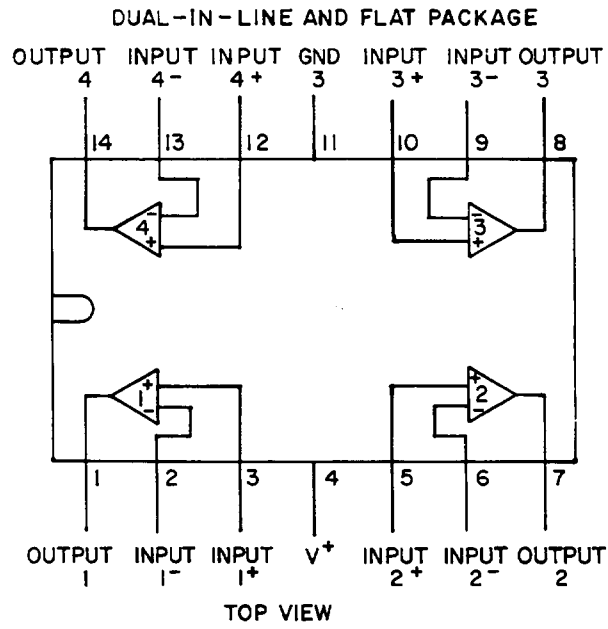 DUAL-IN-LINE AND FLAT PACKAGE
OUTPUT INPUT INPUT GND INPUT INPUT OUTPUT
4 4- 4+ 3 3+ 3- 3
14 13 12 11 10 9 8
- -
4 3
+ +
+ +
1 2
- -
1 2 3 4 5 6 7
OUTPUT INPUT INPUT V+ INPUT INPUT OUTPUT
1 1- 1+ 2+ 2- 2
TOP VIEW